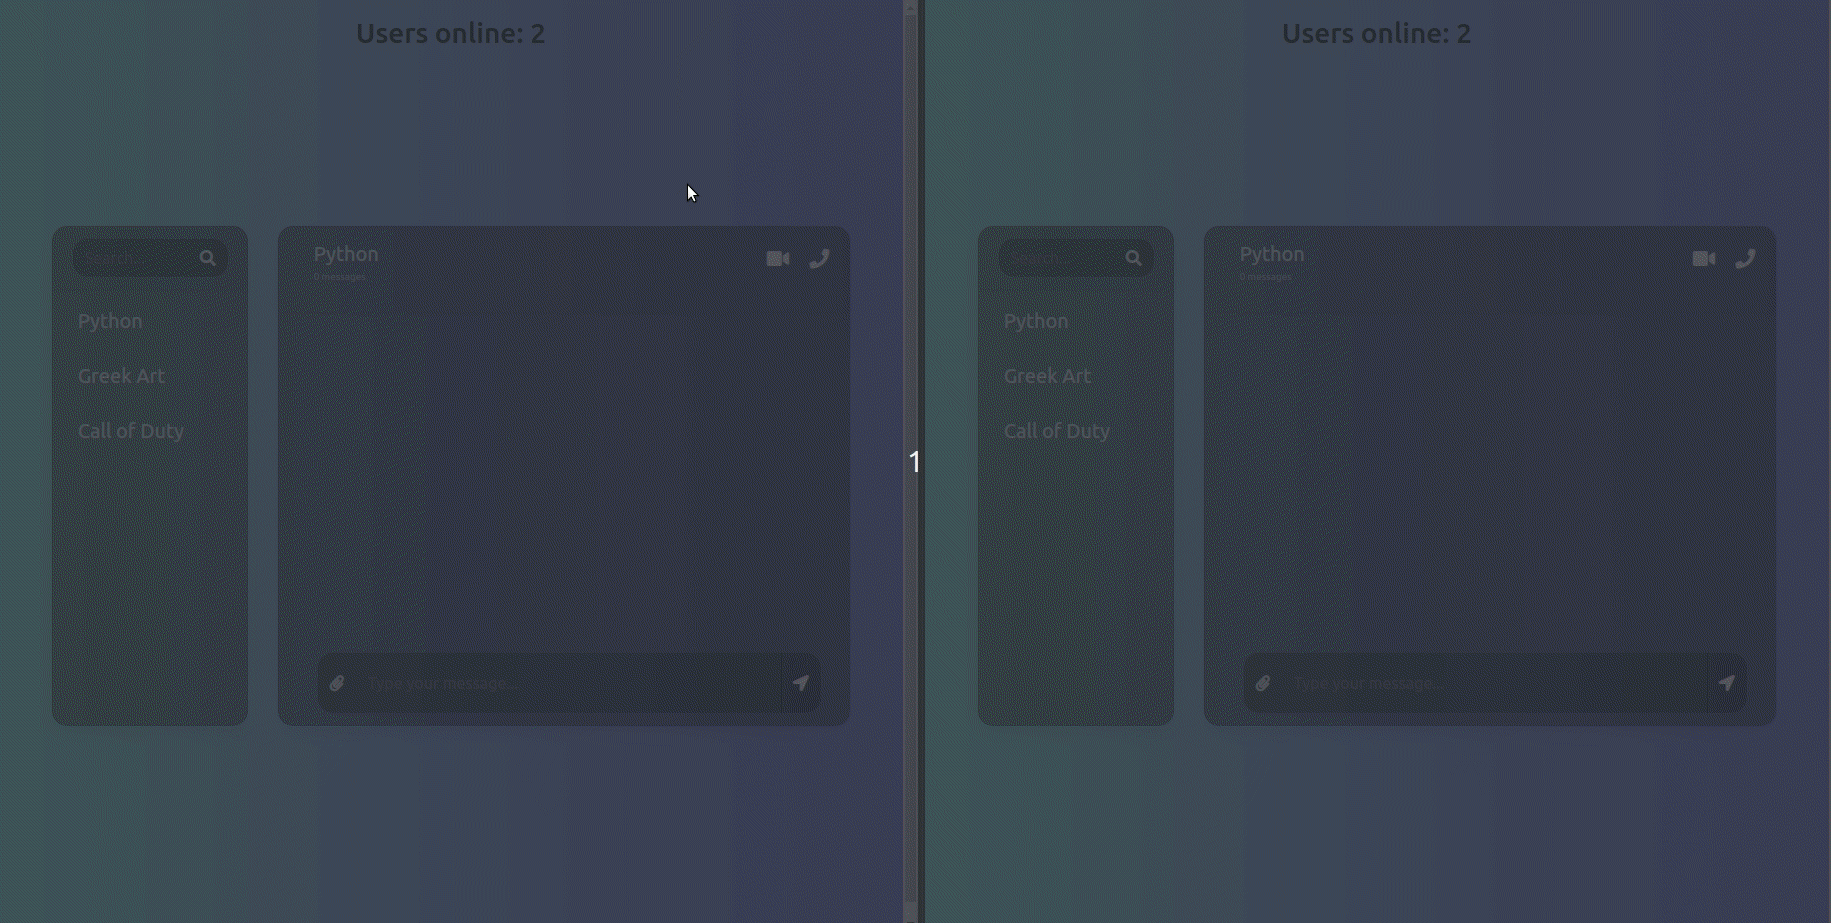 Users online: 2
Search...
Python
Greek Art
Call of Duty
Python
0 messages
Type your message...
1
Users online: 2
Python
Greek Art
Call of Duty
Python
0 messages
Type your message...